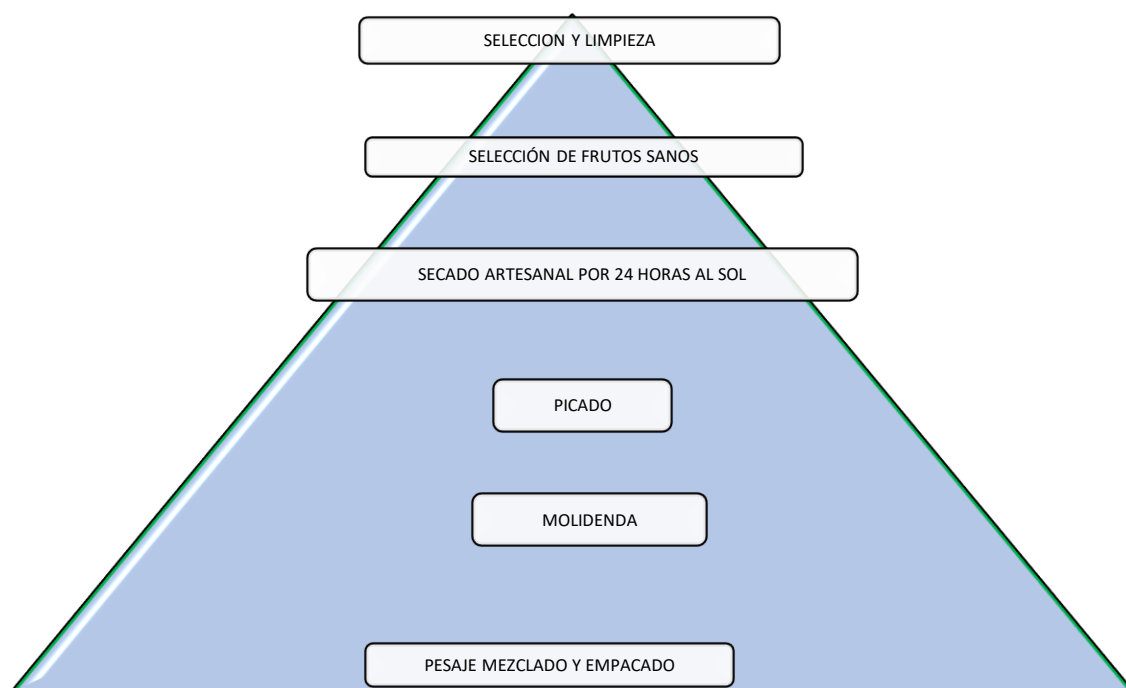 SELECCION Y LIMPIEZA
SELECCIÓN DE FRUTOS SANOS
SECADO ARTESANAL POR 24 HORAS AL SOL
PICADO
MOLIDENDA
PESAJE MEZCLADO Y EMPACADO